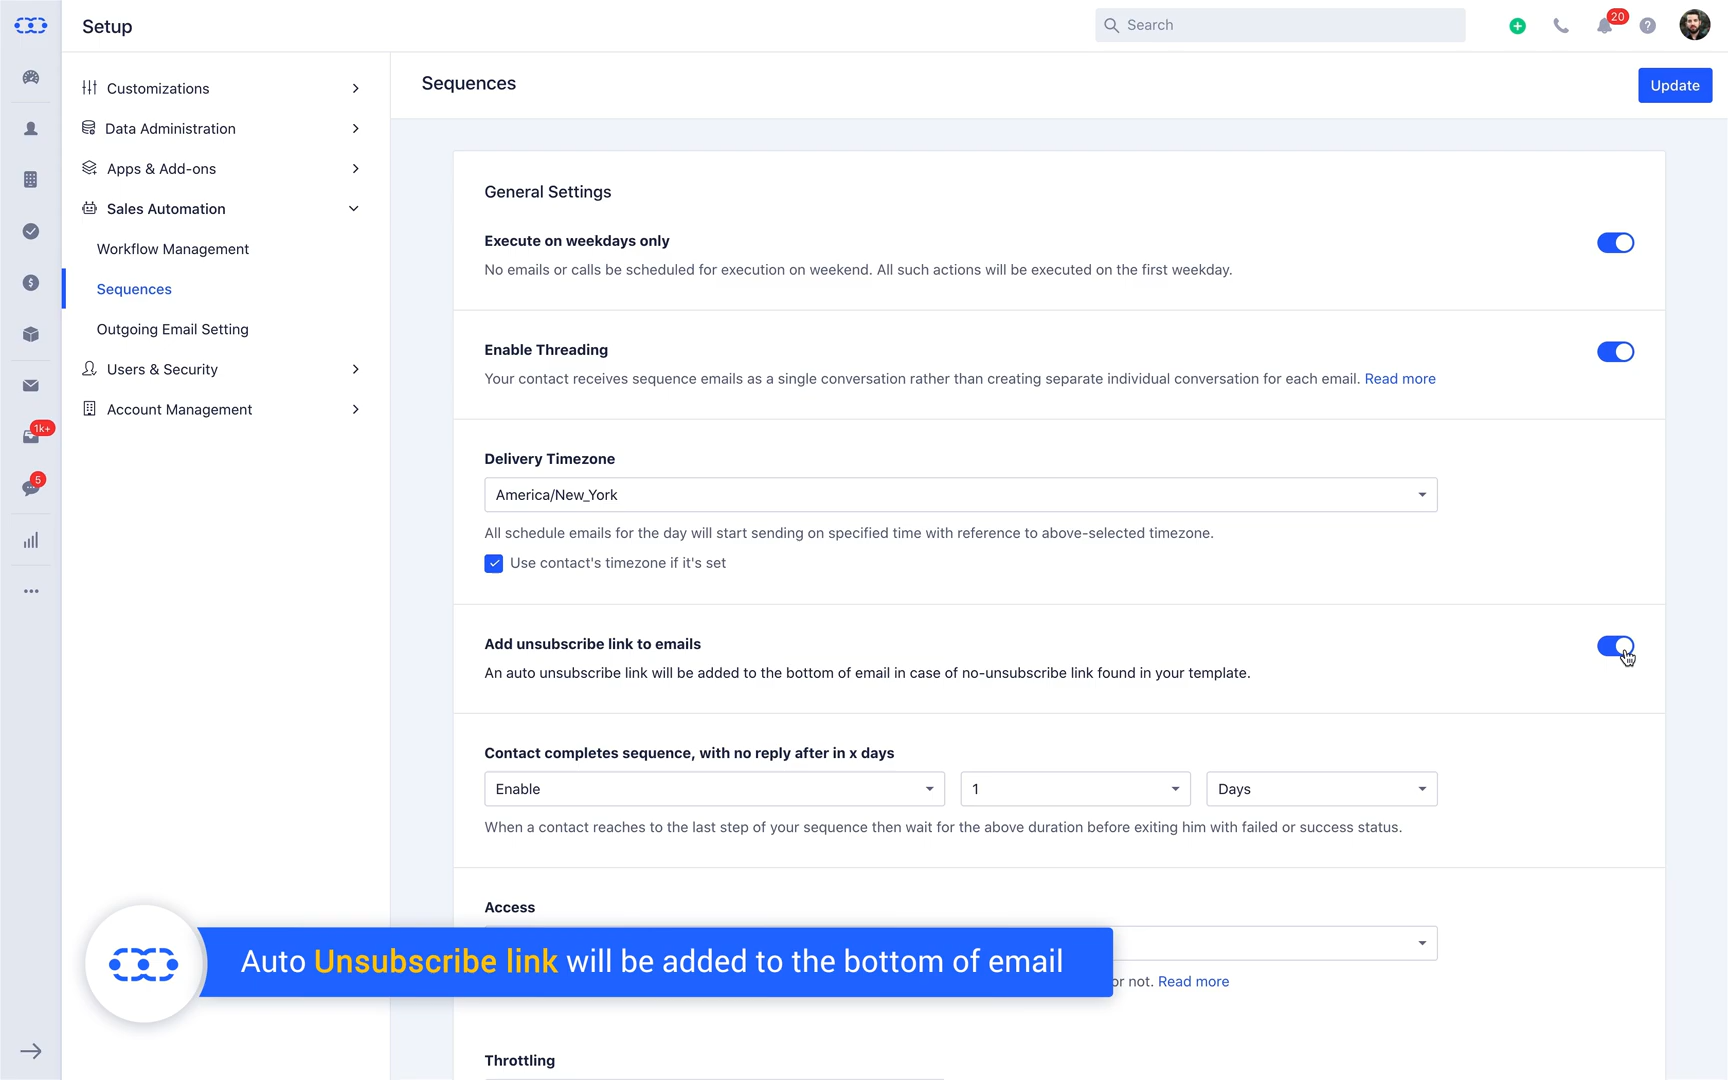 Setup
Search
20
Customizations
Data Administration
Apps & Add-ons
Sales Automation
Workflow Management
Sequences
Outgoing Email Setting
Users & Security
Account Management
1k+
5
Sequences
Update
General Settings
Execute on weekdays only
No emails or calls be scheduled for execution on weekend. All such actions will be executed on the first weekday.
Enable Threading
Your contact receives sequence emails as a single conversation rather than creating separate individual conversation for each email. Read more
Delivery Timezone
America/New_York
All schedule emails for the day will start sending on specified time with reference to above-selected timezone.
Use contact's timezone if it's set
Add unsubscribe link to emails
An auto unsubscribe link will be added to the bottom of email in case of no-unsubscribe link found in your template.
Contact completes sequence, with no reply after in x days
Enable 1 Days
When a contact reaches to the last step of your sequence then wait for the above duration before exiting him with failed or success status.
Access
Auto Unsubscribe link will be added to the bottom of email
or not. Read more
Throttling